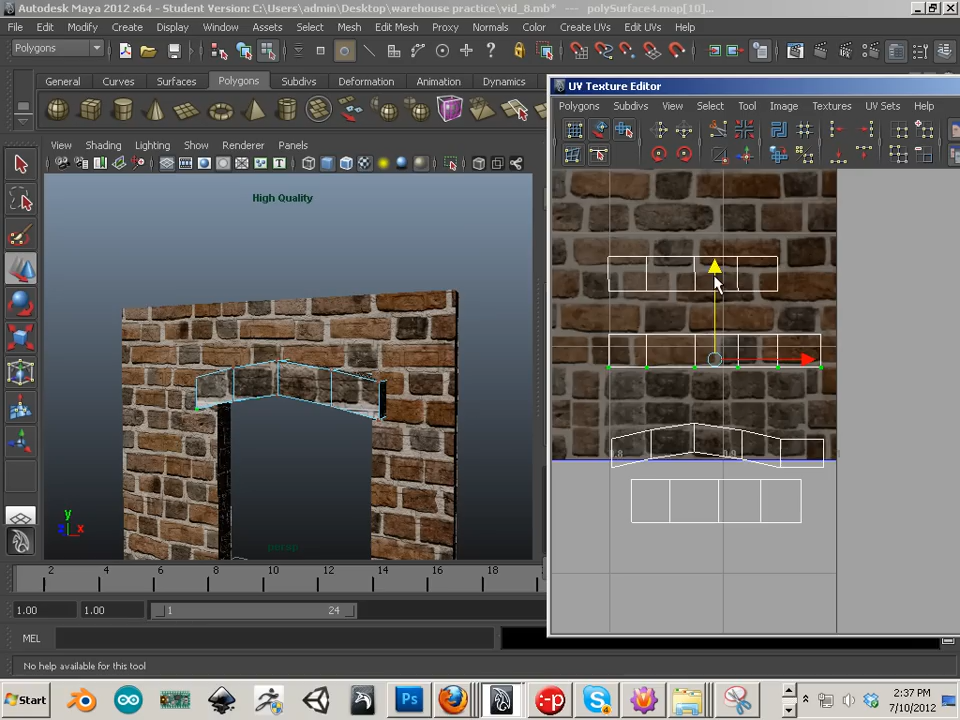 Autodesk Maya 2012 x64 - Student Version: C:\Users\admin\Desktop\warehouse practice\vid_8.mb* --- polySurface4.map[10]...
File Edit Modify Create Display Window Assets Select Mesh Edit Mesh Proxy Normals Color Create UVs Edit UVs Help
Polygons
General Curves Surfaces Polygons Subdivs Deformation Animation Dynamics
UV Texture Editor
Polygons Subdivs View Select Tool Image Textures UV Sets Help
View Shading Lighting Show Renderer Panels
High Quality
persp
y
x
2 4 6 8 10 12 14 16 18
1.00 1.00 1 24
MEL
No help available for this tool
Start
Ps
2:37 PM
7/10/2012